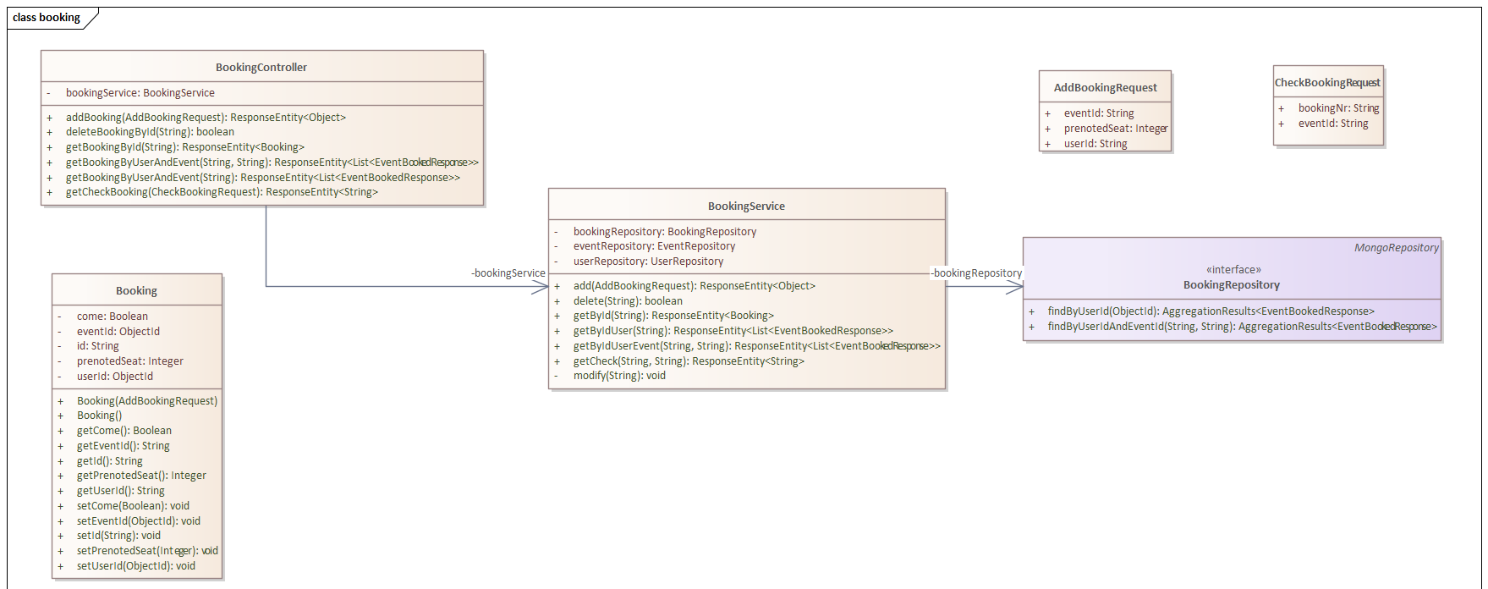 class booking
BookingController
- bookingService: BookingService
+ addBooking(AddBookingRequest): ResponseEntity<Object>
+ deleteBookingById(String): boolean
+ getBookingById(String): ResponseEntity<Booking>
+ getBookingByUserAndEvent(String, String): ResponseEntity<List<EventBookedResponse>>
+ getBookingByUserAndEvent(String): ResponseEntity<List<EventBookedResponse>>
+ getCheckBooking(CheckBookingRequest): ResponseEntity<String>
AddBookingRequest
+ eventId: String
+ prenotedSeat: Integer
+ userId: String
CheckBookingRequest
+ bookingNr: String
+ eventId: String
-bookingService
BookingService
- bookingRepository: BookingRepository
- eventRepository: EventRepository
- userRepository: UserRepository
+ add(AddBookingRequest): ResponseEntity<Object>
+ delete(String): boolean
+ getById(String): ResponseEntity<Booking>
+ getByIdUser(String): ResponseEntity<List<EventBookedResponse>>
+ getByIdUserEvent(String, String): ResponseEntity<List<EventBookedResponse>>
+ getCheck(String, String): ResponseEntity<String>
- modify(String): void
-bookingRepository
MongoRepository
«interface»
BookingRepository
+ findByUserId(ObjectId): AggregationResults<EventBookedResponse>
+ findByUserIdAndEventId(String, String): AggregationResults<EventBookedResponse>
Booking
- come: Boolean
- eventId: ObjectId
- id: String
- prenotedSeat: Integer
- userId: ObjectId
+ Booking(AddBookingRequest)
+ Booking()
+ getCome(): Boolean
+ getEventId(): String
+ getId(): String
+ getPrenotedSeat(): Integer
+ getUserId(): String
+ setCome(Boolean): void
+ setEventId(ObjectId): void
+ setId(String): void
+ setPrenotedSeat(Integer): void
+ setUserId(ObjectId): void